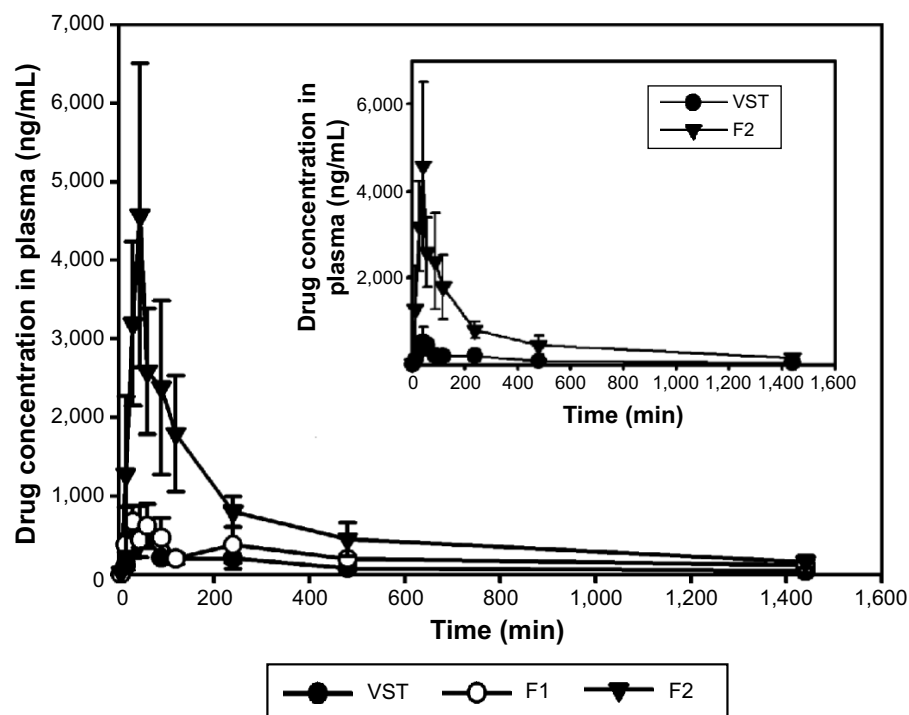 7,000
6,000
5,000
4,000
3,000
2,000
1,000
0
Drug concentration in plasma (ng/mL)
0 200 400 600 800 1,000 1,200 1,400 1,600
Time (min)
6,000
4,000
2,000
Drug concentration in
plasma (ng/mL)
VST
F2
0 200 400 600 800 1,000 1,200 1,400 1,600
Time (min)
VST F1 F2